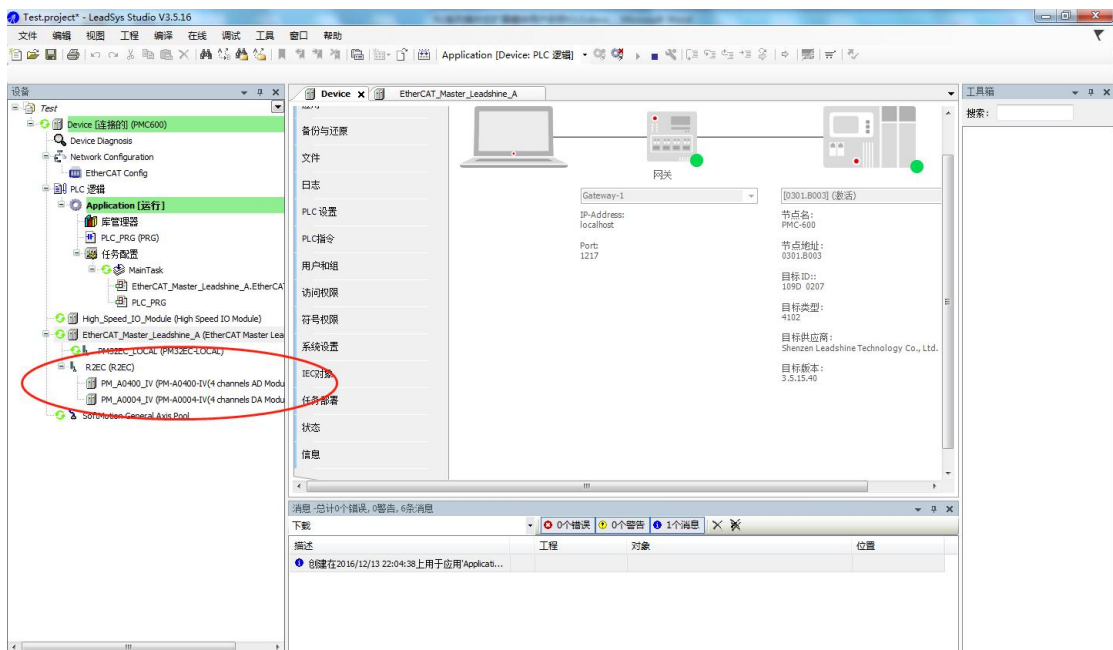 Test.project* - LeadSys Studio V3.5.16
文件 编辑 视图 工程 编译 在线 调试 工具 窗口 帮助
Application [Device: PLC 逻辑]
设备
Test
Device [连接的] (PMC600)
Device Diagnosis
Network Configuration
EtherCAT Config
PLC 逻辑
Application [运行]
库管理器
PLC_PRG (PRG)
任务配置
MainTask
EtherCAT_Master_Leadshine_A.EtherCA
PLC_PRG
High_Speed_IO_Module (High Speed IO Module)
EtherCAT_Master_Leadshine_A (EtherCAT Master Lea
PM32EC_LOCAL (PM32EC-LOCAL)
R2EC (R2EC)
PM_A0400_IV (PM-A0400-IV(4 channels AD Modu
PM_A0004_IV (PM-A0004-IV(4 channels DA Modu
SoftMotion General Axis Pool
Device EtherCAT_Master_Leadshine_A
备份与还原
文件
日志
PLC 设置
PLC指令
用户和组
访问权限
符号权限
系统设置
IEC对象
任务部署
状态
信息
网关
Gateway-1
IP-Address:
localhost
Port:
1217
[0301.B003] (激活)
节点名:
PMC-600
节点地址:
0301.B003
目标ID::
109D 0207
目标类型:
4102
目标供应商:
Shenzen Leadshine Technology Co., Ltd.
目标版本:
3.5.15.40
消息 -总计0个错误, 0警告, 6条消息
下载 0个错误 0个警告 1个消息
描述 工程 对象 位置
创建在2016/12/13 22:04:38上用于应用'Applicati...
工具箱
搜索: